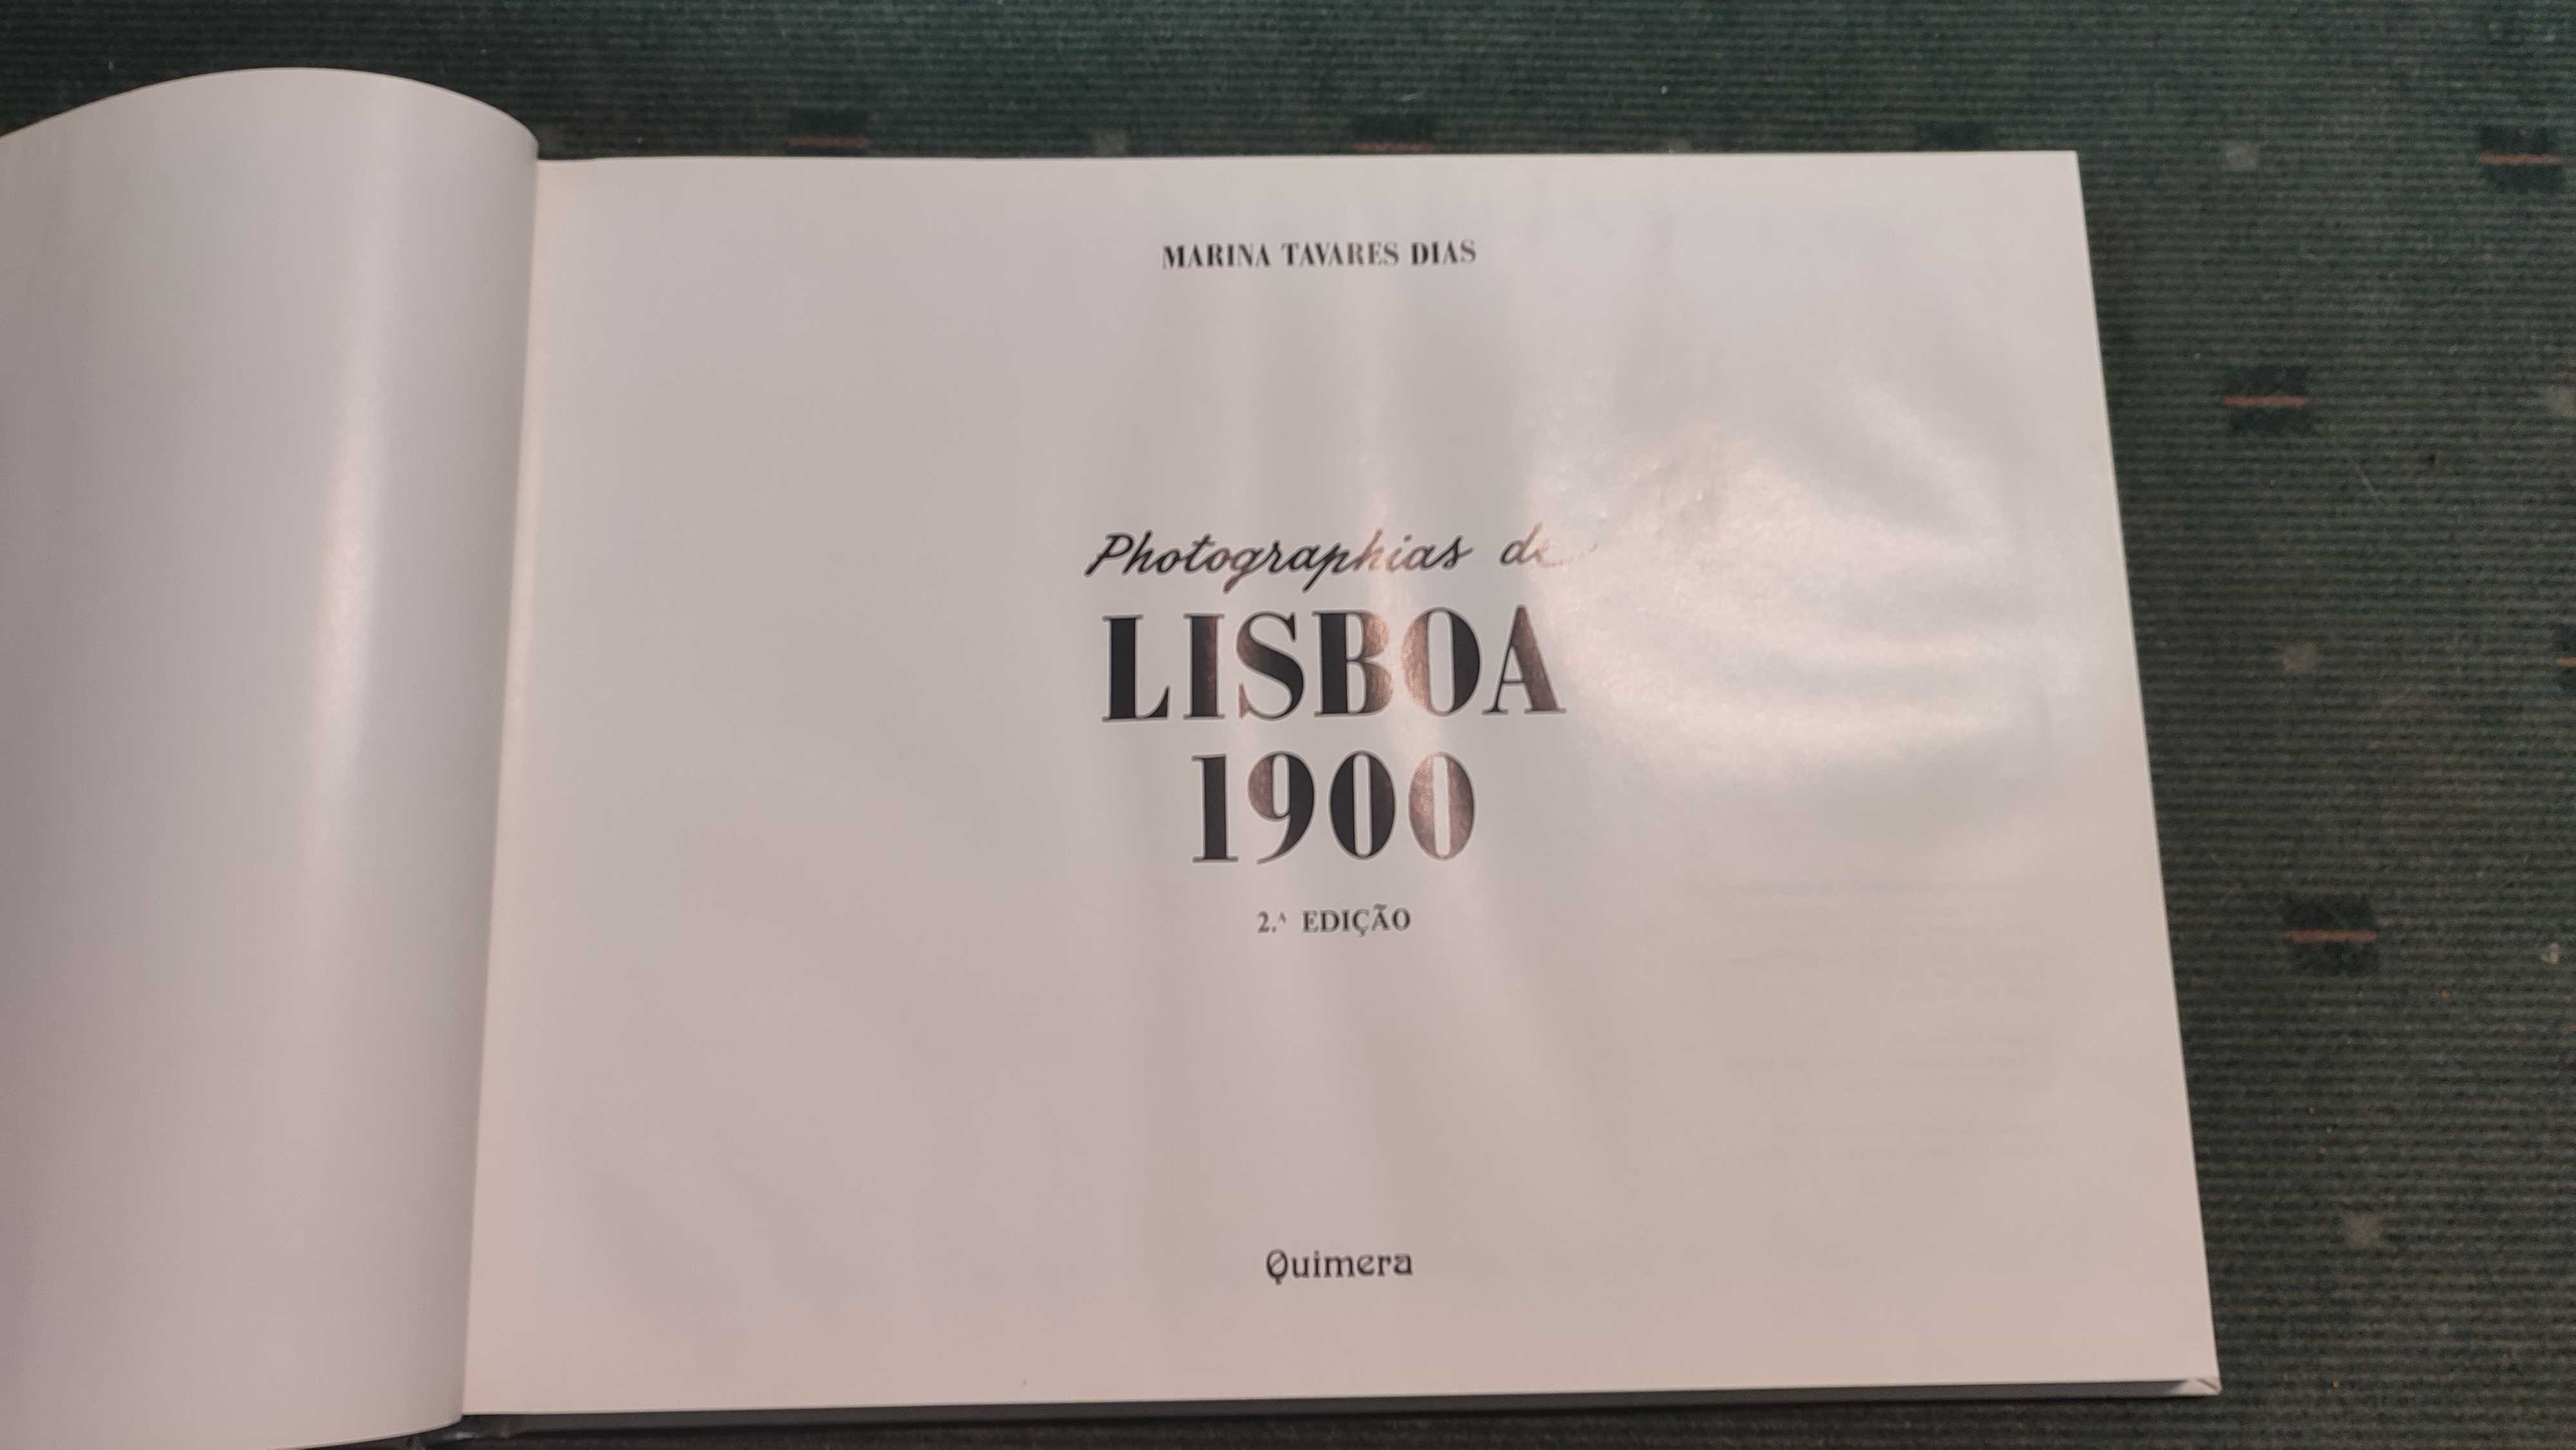 MARINA TAVARES DIAS
Photographias de
LISBOA
1900
2.ᴬ EDIÇÃO
Quimera